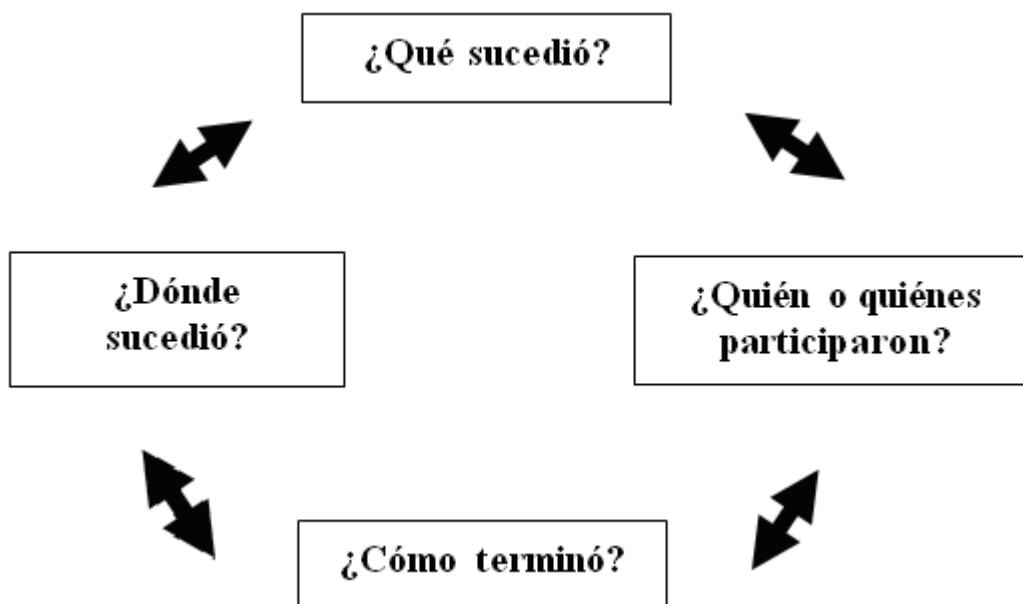 ¿Qué sucedió?
¿Dónde
sucedió?
¿Quién o quiénes
participaron?
¿Cómo terminó?